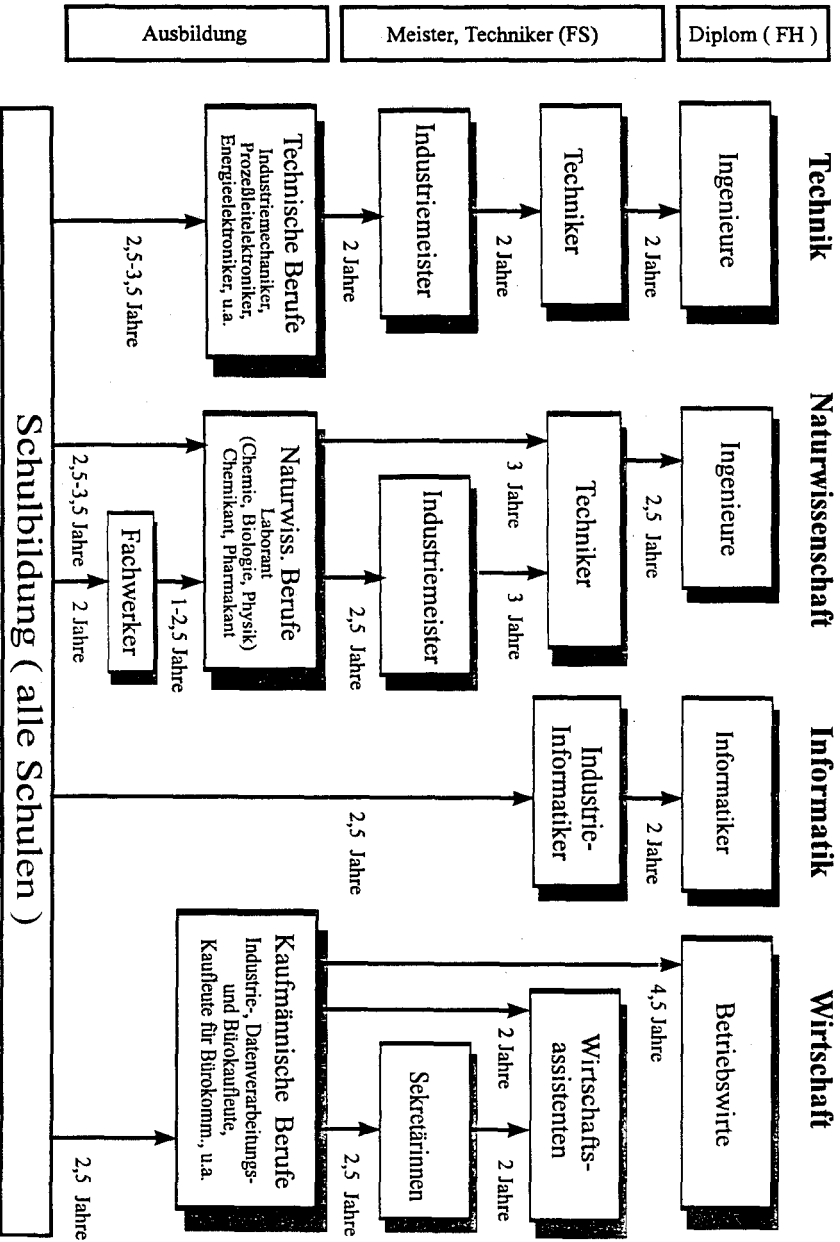 Technik
Naturwissenschaft
Informatik
Wirtschaft
Diplom ( FH )
Meister, Techniker (FS)
Ausbildung
Ingenieure
2 Jahre
Techniker
2 Jahre
Industriemeister
2 Jahre
Technische Berufe
Industriemechaniker,
Prozeßleitelektroniker,
Energieelektroniker, u.a.
2,5-3,5 Jahre
Ingenieure
2,5 Jahre
Techniker
3 Jahre
3 Jahre
Industriemeister
2,5 Jahre
Naturwiss. Berufe
Laborant
(Chemie, Biologie, Physik)
Chemikant, Pharmakant
1-2,5 Jahre
Fachwerker
2,5-3,5 Jahre
2 Jahre
Informatiker
2 Jahre
Industrie-
Informatiker
2,5 Jahre
Betriebswirte
4,5 Jahre
Wirtschafts-
assistenten
2 Jahre
2 Jahre
Sekretärinnen
2,5 Jahre
Kaufmännische Berufe
Industrie-, Datenverarbeitungs-
und Bürokaufleute,
Kaufleute für Bürokomm., u.a.
2,5 Jahre
Schulbildung ( alle Schulen )